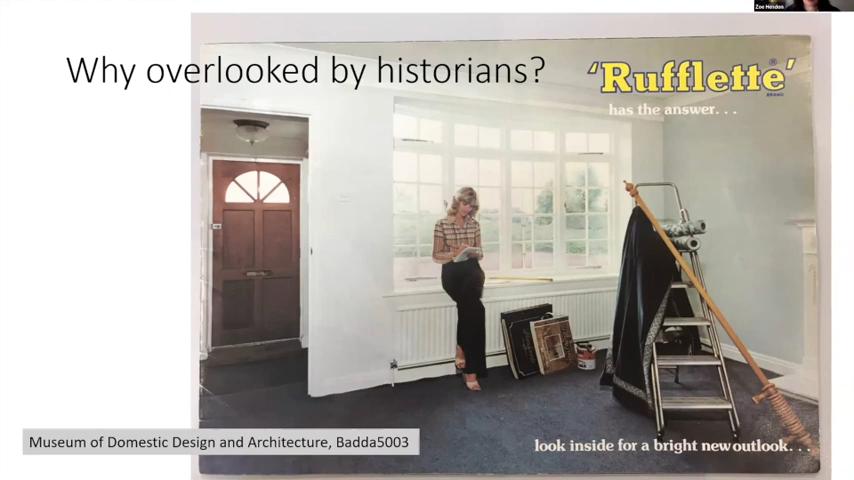 Zoe Hendon
Why overlooked by historians?
'Rufflette'®
has the answer...
Museum of Domestic Design and Architecture, Badda5003
look inside for a bright new outlook...